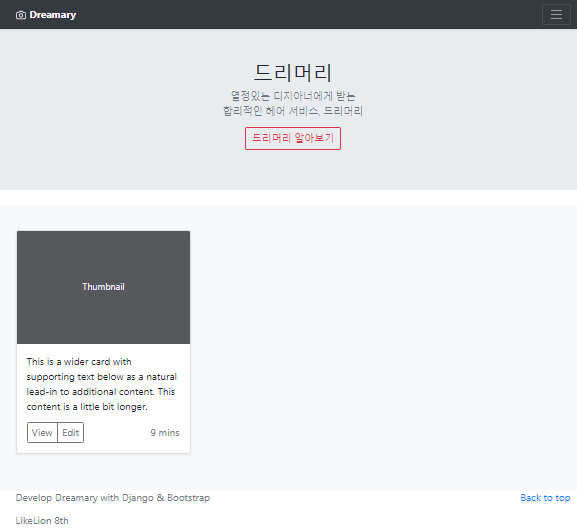 Dreamary
드리머리
열정있는 디자이너에게 받는
합리적인 헤어 서비스, 드리머리
드리머리 알아보기
Thumbnail
This is a wider card with
supporting text below as a natural
lead-in to additional content. This
content is a little bit longer.
View Edit 9 mins
Develop Dreamary with Django & Bootstrap Back to top
LikeLion 8th